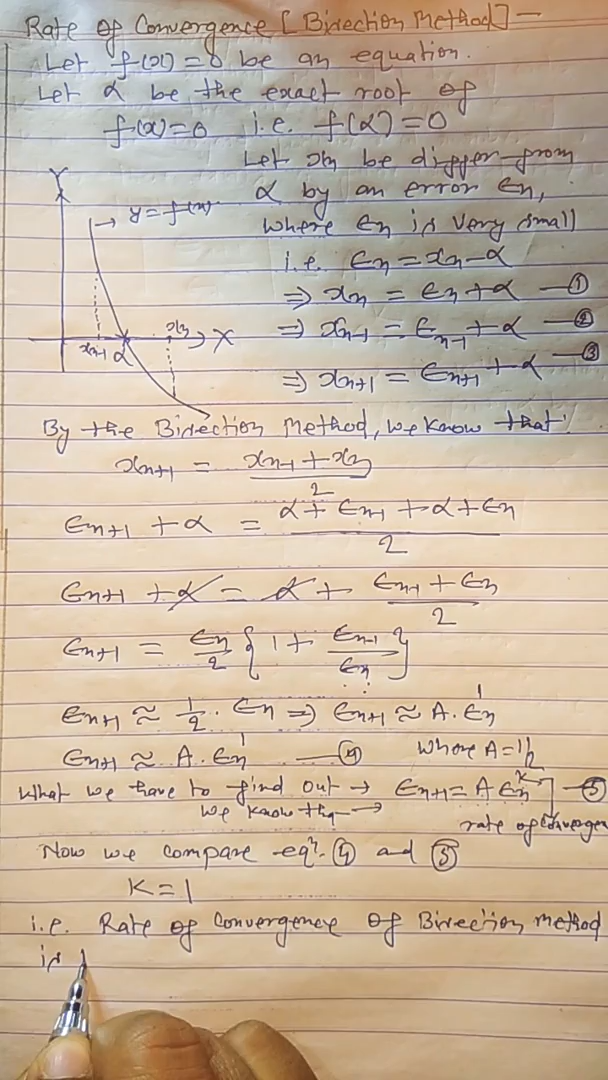 Rate of Convergence [Bisection Method] —
Let f(x)=0 be an equation.
Let α be the exact root of
f(x)=0 i.e. f(α)=0
Let xn be differ from
α by an error ϵn,
where ϵn is very small
i.e. ϵn = xn-α
⇒ xn = ϵn+α —①
⇒ xn-1 = ϵn-1 + α —②
⇒ xn+1 = ϵn+1 + α —③
Y
→ y=f(x)
xn-1 α xn → X
By the Bisection Method, we know that:
xn+1 = (xn-1 + xn)/2
ϵn+1 + α = (α + ϵn-1 + α + ϵn)/2
ϵn+1 + α = α + (ϵn-1 + ϵn)/2
ϵn+1 = ϵn/2 {1 + ϵn-1/ϵn}
ϵn+1 ≈ 1/2 . ϵn ⇒ ϵn+1 ≈ A. ϵn^1
ϵn+1 ≈ A. ϵn^1 —④ where A=1/2
What we have to find out → ϵn+1 = A ϵn^K —⑤
we know tha →
rate of Convergen
Now we compare eqn. ④ and ⑤
K=1
i.e. Rate of Convergence of Bisection Method
is